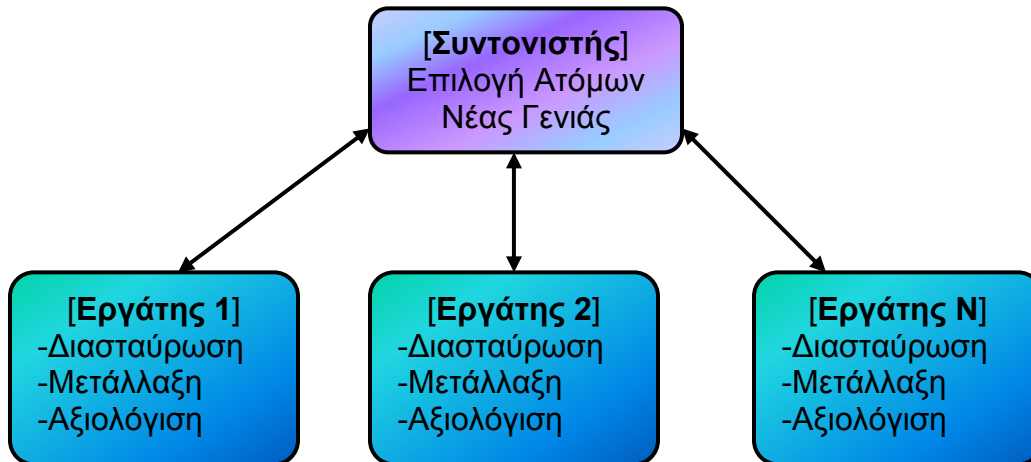 [Συντονιστής]
Επιλογή Ατόμων
Νέας Γενιάς
[Εργάτης 1]
-Διασταύρωση
-Μετάλλαξη
-Αξιολόγιση
[Εργάτης 2]
-Διασταύρωση
-Μετάλλαξη
-Αξιολόγιση
[Εργάτης Ν]
-Διασταύρωση
-Μετάλλαξη
-Αξιολόγιση